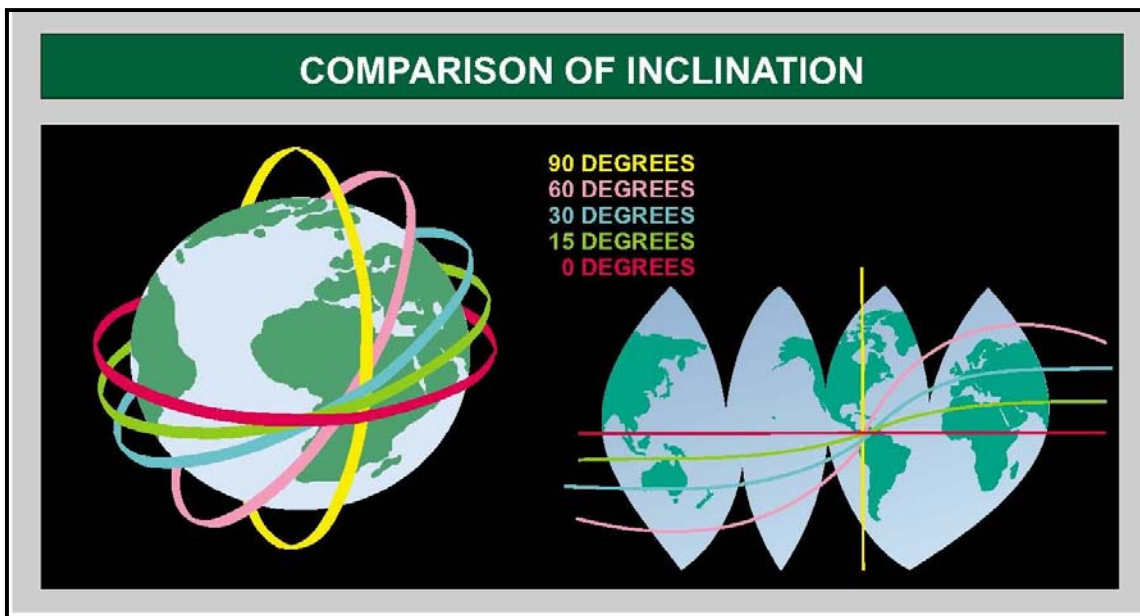 COMPARISON OF INCLINATION
90 DEGREES
60 DEGREES
30 DEGREES
15 DEGREES
0 DEGREES